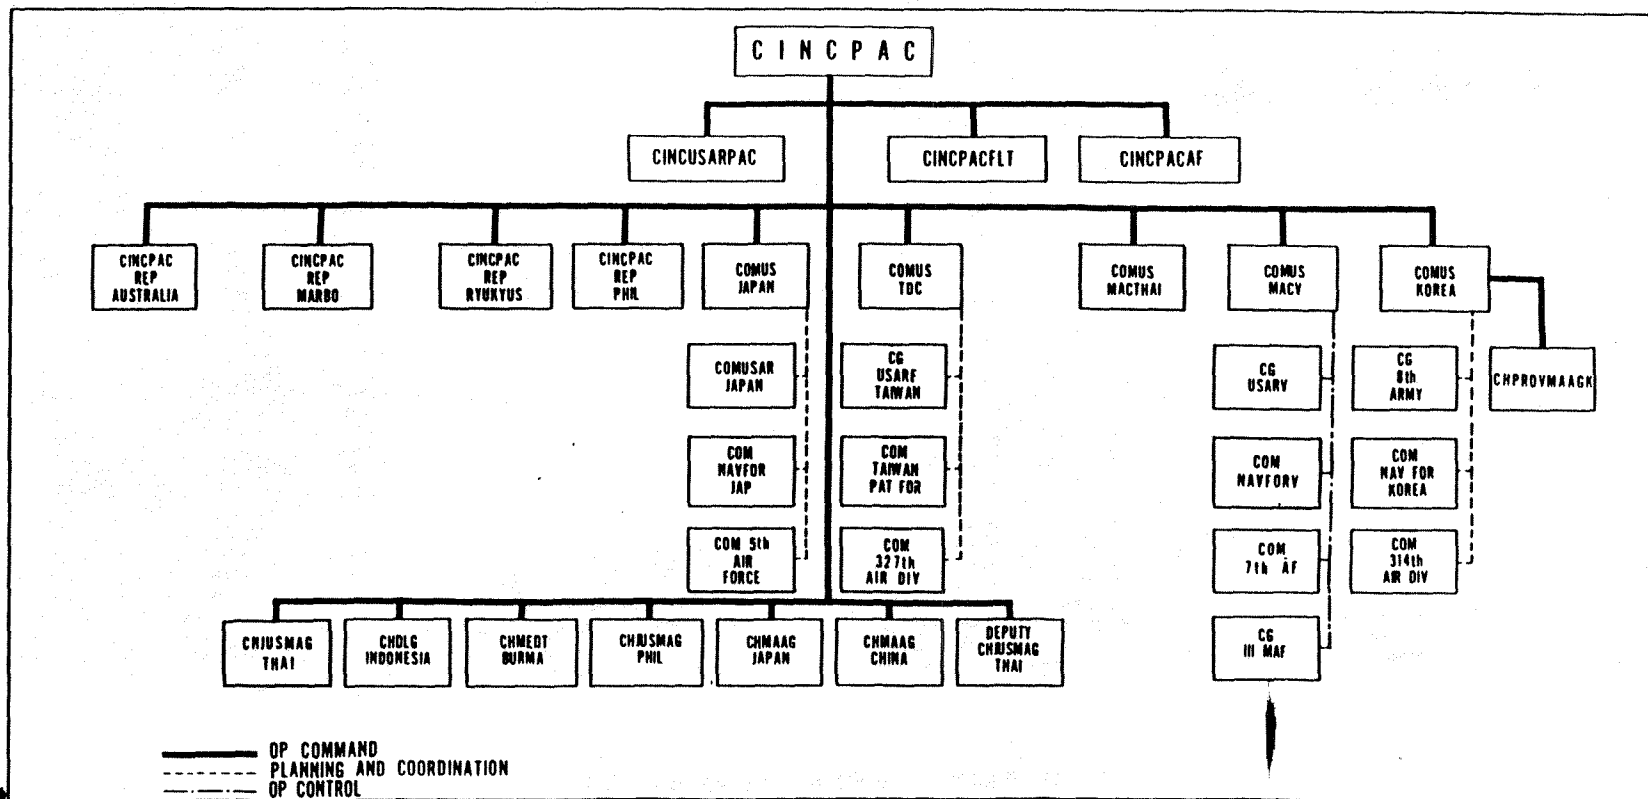 CINCPAC
CINCUSARPAC
CINCPACFLT
CINCPACAF
CINCPAC
REP
AUSTRALIA
CINCPAC
REP
MARBO
CINCPAC
REP
RYUKYUS
CINCPAC
REP
PHIL
COMUS
JAPAN
COMUS
TDC
COMUS
MACTHAI
COMUS
MACV
COMUS
KOREA
COMUSAR
JAPAN
CG
USARF
TAIWAN
CG
USARV
CG
8th
ARMY
CHPROVMAAGK
COM
NAVFOR
JAP
COM
TAIWAN
PAT FOR
COM
NAVFORV
COM
NAV FOR
KOREA
COM 5th
AIR
FORCE
COM
327th
AIR DIV
COM
7th AF
COM
314th
AIR DIV
CHJUSMAG
THAI
CHDLG
INDONESIA
CHMEDT
BURMA
CHJUSMAG
PHIL
CHMAAG
JAPAN
CHMAAG
CHINA
DEPUTY
CHJUSMAG
THAI
CG
III MAF
OP COMMAND
PLANNING AND COORDINATION
OP CONTROL